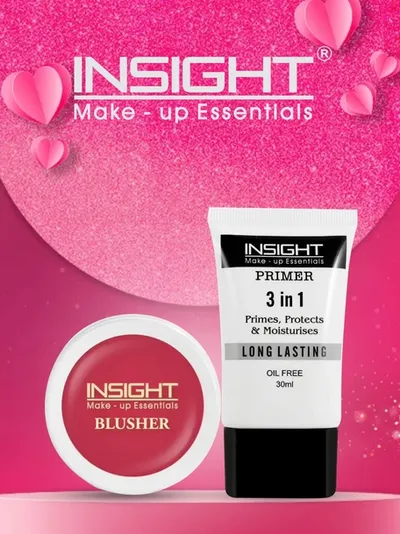 INSIGHT®
Make - up Essentials
INSIGHT
Make - up Essentials
PRIMER
3 in 1
Primes, Protects
& Moisturises
LONG LASTING
OIL FREE
30ml
INSIGHT
Make - up Essentials
BLUSHER